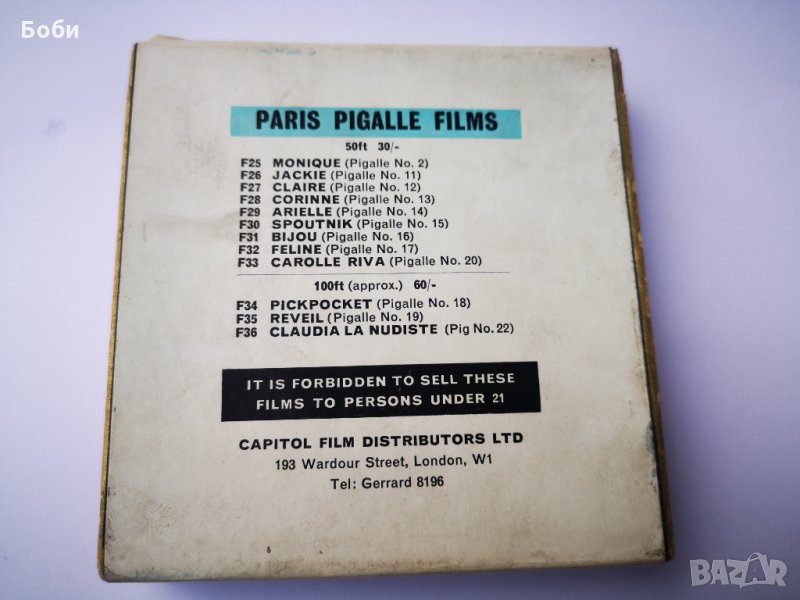 Боби
PARIS PIGALLE FILMS
50ft 30/-
F25 MONIQUE (Pigalle No. 2)
F26 JACKIE (Pigalle No. 11)
F27 CLAIRE (Pigalle No. 12)
F28 CORINNE (Pigalle No. 13)
F29 ARIELLE (Pigalle No. 14)
F30 SPOUTNIK (Pigalle No. 15)
F31 BIJOU (Pigalle No. 16)
F32 FELINE (Pigalle No. 17)
F33 CAROLLE RIVA (Pigalle No. 20)
100ft (approx.) 60/-
F34 PICKPOCKET (Pigalle No. 18)
F35 REVEIL (Pigalle No. 19)
F36 CLAUDIA LA NUDISTE (Pig No. 22)
IT IS FORBIDDEN TO SELL THESE
FILMS TO PERSONS UNDER 21
CAPITOL FILM DISTRIBUTORS LTD
193 Wardour Street, London, W1
Tel: Gerrard 8196
BAZAR